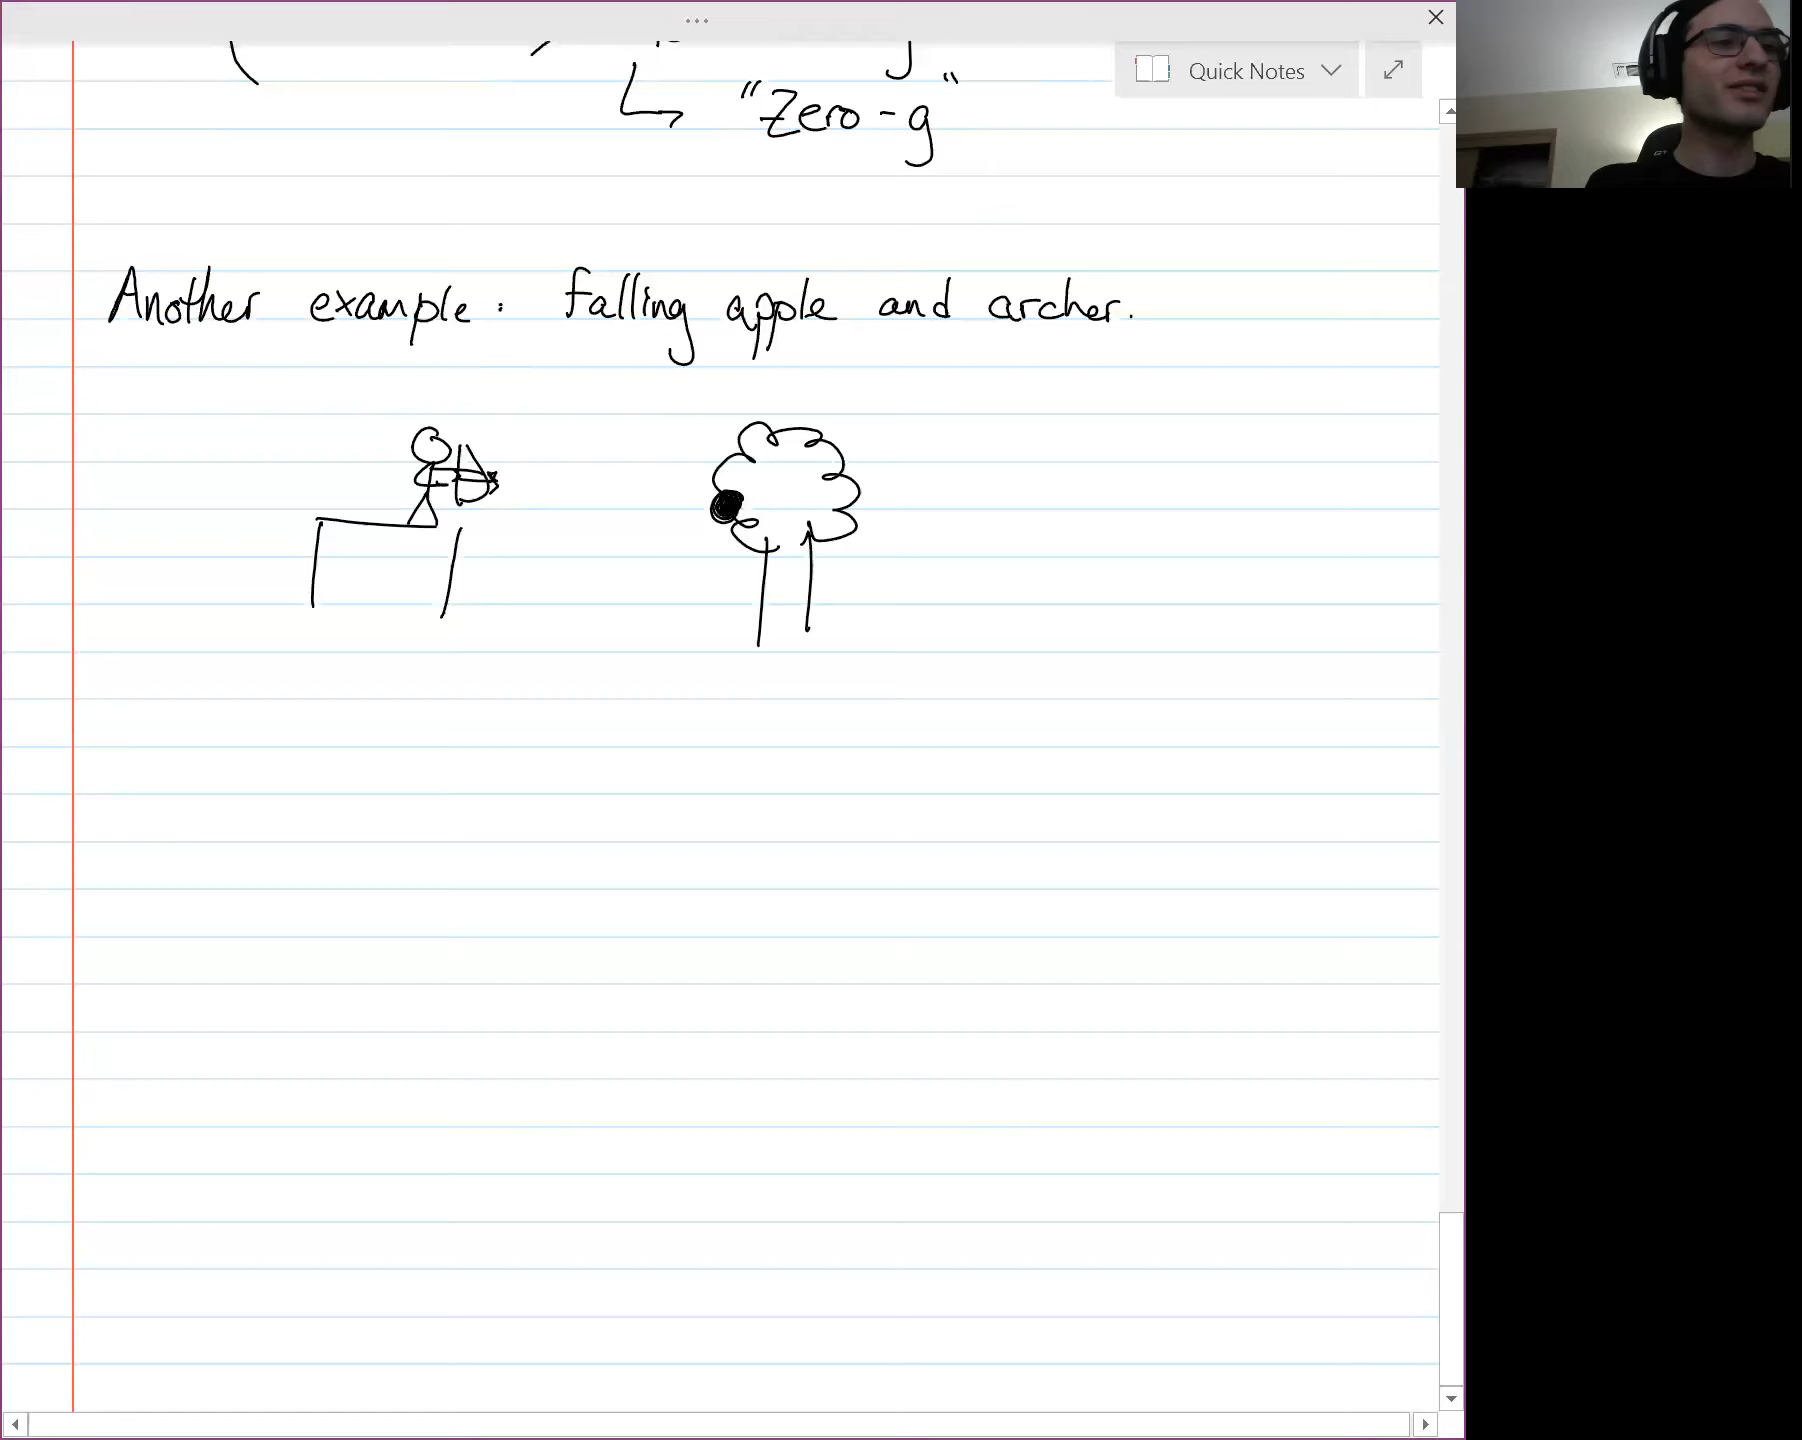 Quick Notes
"Zero-g"
Another example: falling apple and archer.